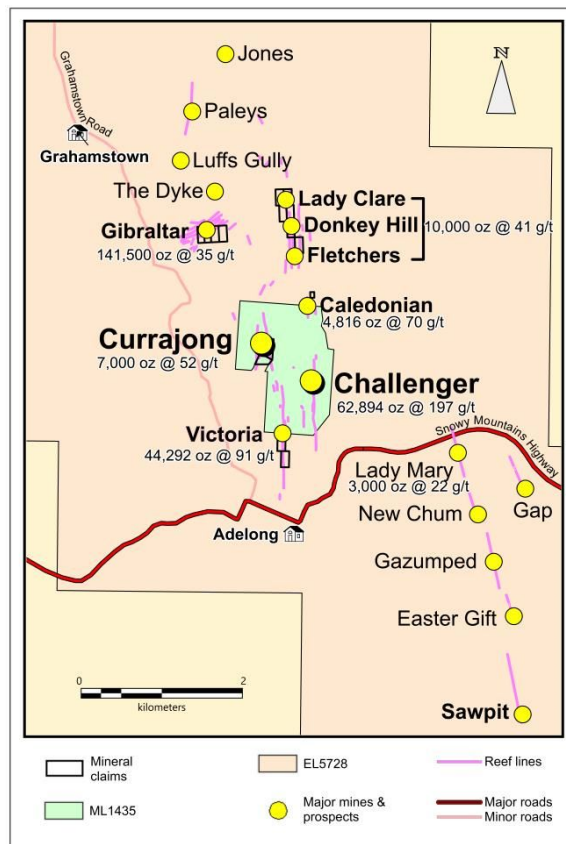 N
Jones
Grahamstown Road
Paleys
Grahamstown
Luffs Gully
The Dyke
Lady Clare
Gibraltar
Donkey Hill
10,000 oz @ 41 g/t
141,500 oz @ 35 g/t
Fletchers
Caledonian
4,816 oz @ 70 g/t
Currajong
7,000 oz @ 52 g/t
Challenger
62,894 oz @ 197 g/t
Snowy Mountains Highway
Victoria
44,292 oz @ 91 g/t
Lady Mary
3,000 oz @ 22 g/t
Gap
New Chum
Adelong
Gazumped
Easter Gift
0 2
kilometers
Sawpit
Mineral claims
EL5728
Reef lines
ML1435
Major mines & prospects
Major roads
Minor roads